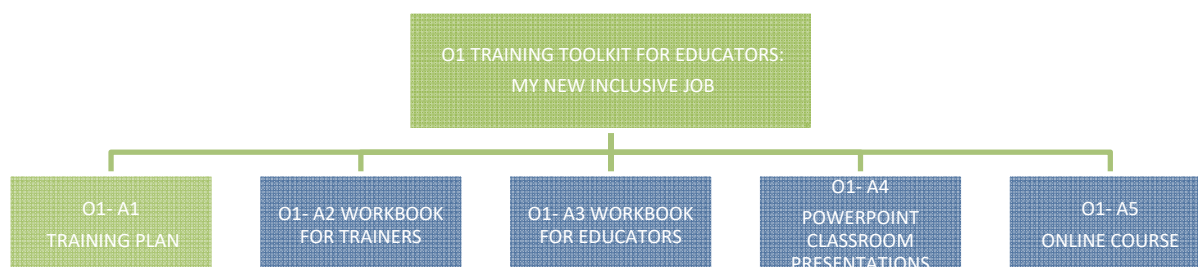 O1 TRAINING TOOLKIT FOR EDUCATORS:
MY NEW INCLUSIVE JOB
O1- A1
TRAINING PLAN
O1- A2 WORKBOOK
FOR TRAINERS
O1- A3 WORKBOOK
FOR EDUCATORS
O1- A4
POWERPOINT
CLASSROOM
PRESENTATIONS
O1- A5
ONLINE COURSE